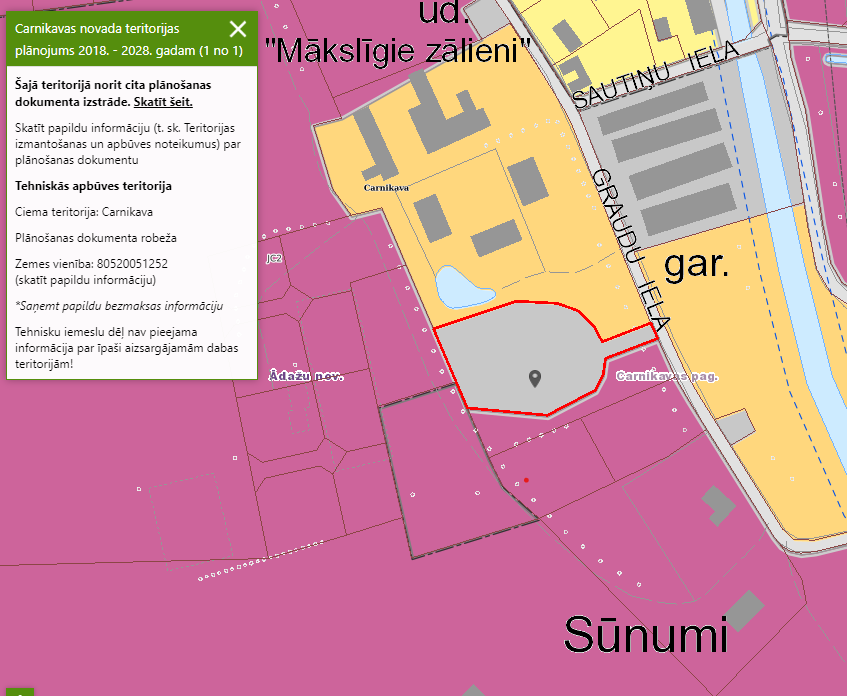 Carnikavas novada teritorijas
plānojums 2018. - 2028. gadam (1 no 1)
Šajā teritorijā norit cita plānošanas
dokumenta izstrāde. Skatīt šeit.
Skatīt papildu informāciju (t. sk. Teritorijas
izmantošanas un apbūves noteikumus) par
plānošanas dokumentu
Tehniskās apbūves teritorija
Ciema teritorija: Carnikava
Plānošanas dokumenta robeža
Zemes vienība: 80520051252
(skatīt papildu informāciju)
*Saņemt papildu bezmaksas informāciju
Tehnisku iemeslu dēļ nav pieejama
informācija par īpaši aizsargājamām dabas
teritorijām!
ud.
"Mākslīgie zālieni"
SAUTIŅU IELA
Carnikava
GRAUDU IELA
JC2
gar.
Ādažu nov.
Carnikavas pag.
Sūnumi